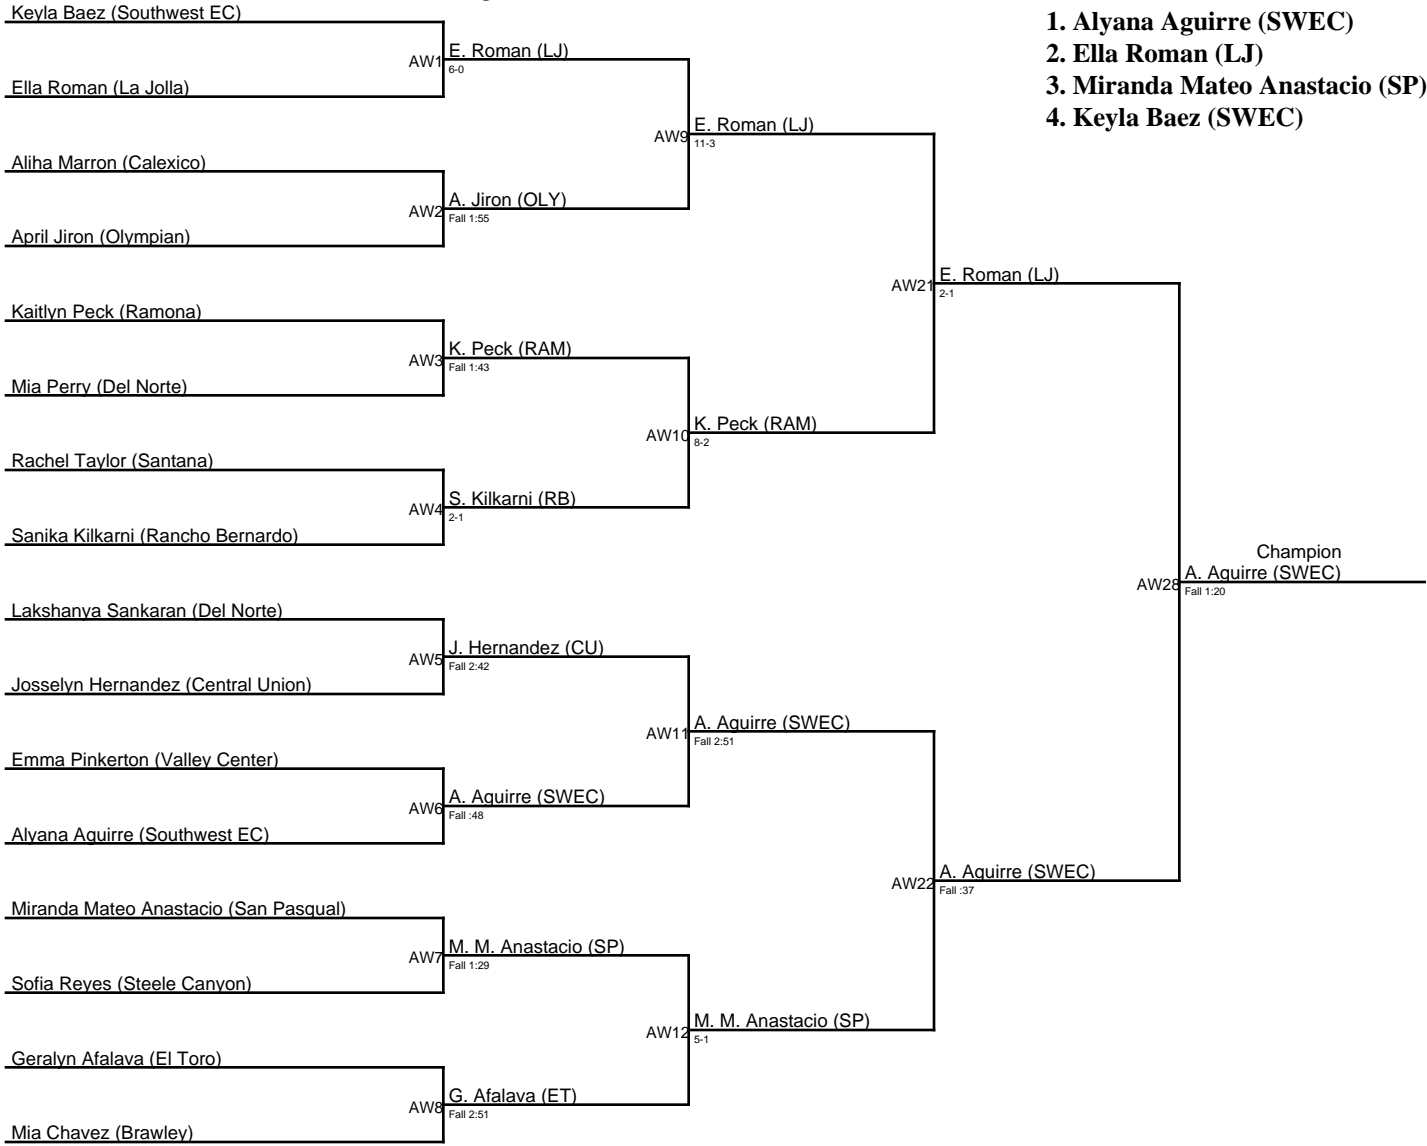 Keyla Baez (Southwest EC)
AW1
E. Roman (LJ)
6-0
Ella Roman (La Jolla)
AW9
E. Roman (LJ)
11-3
Aliha Marron (Calexico)
AW2
A. Jiron (OLY)
Fall 1:55
April Jiron (Olympian)
AW21
E. Roman (LJ)
2-1
Kaitlyn Peck (Ramona)
AW3
K. Peck (RAM)
Fall 1:43
Mia Perry (Del Norte)
AW10
K. Peck (RAM)
8-2
Rachel Taylor (Santana)
AW4
S. Kilkarni (RB)
2-1
Sanika Kilkarni (Rancho Bernardo)
Champion
AW28
A. Aguirre (SWEC)
Fall 1:20
Lakshanya Sankaran (Del Norte)
AW5
J. Hernandez (CU)
Fall 2:42
Josselyn Hernandez (Central Union)
AW11
A. Aguirre (SWEC)
Fall 2:51
Emma Pinkerton (Valley Center)
AW6
A. Aguirre (SWEC)
Fall :48
Alyana Aguirre (Southwest EC)
AW22
A. Aguirre (SWEC)
Fall :37
Miranda Mateo Anastacio (San Pasqual)
AW7
M. M. Anastacio (SP)
Fall 1:29
Sofia Reyes (Steele Canyon)
AW12
M. M. Anastacio (SP)
5-1
Geralyn Afalava (El Toro)
AW8
G. Afalava (ET)
Fall 2:51
Mia Chavez (Brawley)
1. Alyana Aguirre (SWEC)
2. Ella Roman (LJ)
3. Miranda Mateo Anastacio (SP)
4. Keyla Baez (SWEC)